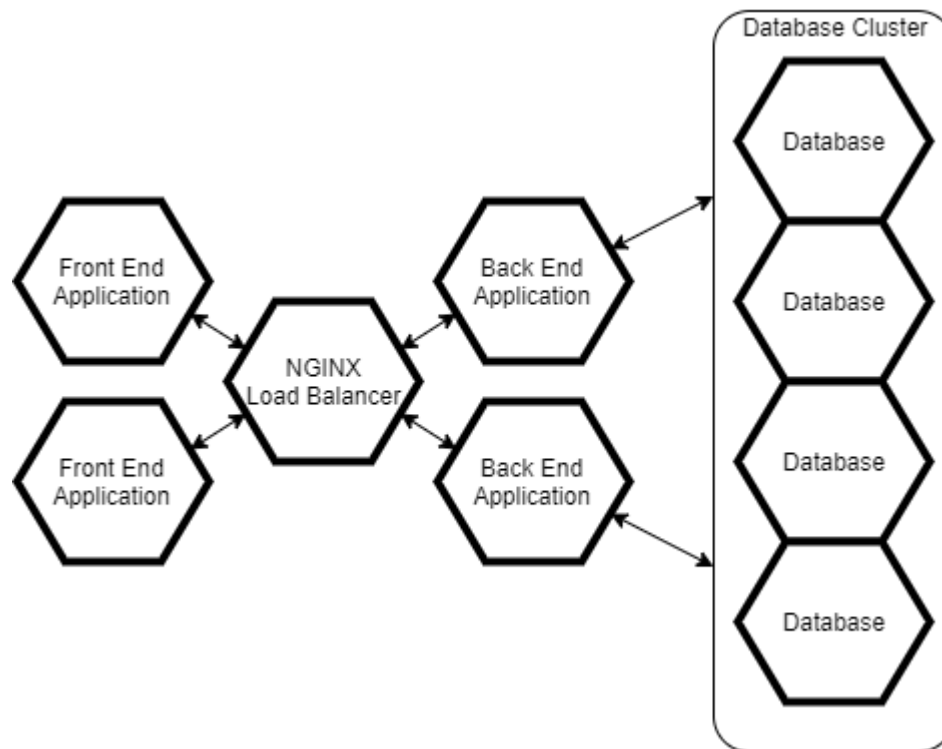 Database Cluster
Database
Front End
Application
Back End
Application
Database
NGINX
Load Balancer
Front End
Application
Back End
Application
Database
Database